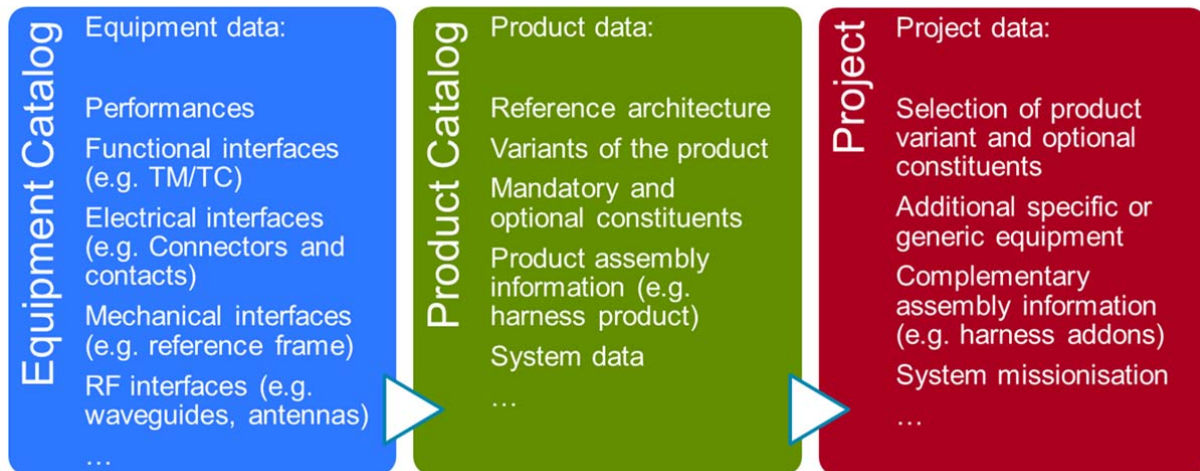 Equipment Catalog
Equipment data:
Performances
Functional interfaces
(e.g. TM/TC)
Electrical interfaces
(e.g. Connectors and
contacts)
Mechanical interfaces
(e.g. reference frame)
RF interfaces (e.g.
waveguides, antennas)
…
Product Catalog
Product data:
Reference architecture
Variants of the product
Mandatory and
optional constituents
Product assembly
information (e.g.
harness product)
System data
…
Project
Project data:
Selection of product
variant and optional
constituents
Additional specific or
generic equipment
Complementary
assembly information
(e.g. harness addons)
System missionisation
…